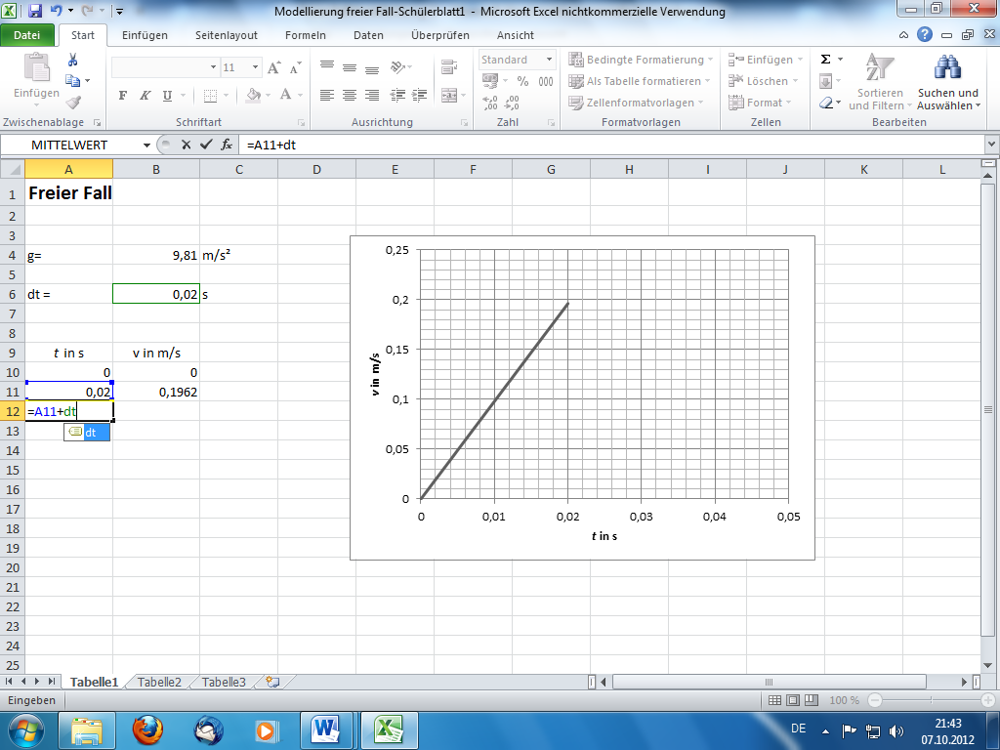 Modellierung freier Fall-Schülerblatt1 - Microsoft Excel nichtkommerzielle Verwendung
Datei Start Einfügen Seitenlayout Formeln Daten Überprüfen Ansicht
Einfügen
11
F K U
A A
Standard
% 000
Bedingte Formatierung
Als Tabelle formatieren
Zellenformatvorlagen
Einfügen
Löschen
Format
Σ
Sortieren und Filtern
Suchen und Auswählen
Zwischenablage Schriftart Ausrichtung Zahl Formatvorlagen Zellen Bearbeiten
MITTELWERT fx =A11+dt
A B C D E F G H I J K L
1 Freier Fall
2
3
4 g= 9,81 m/s²
5
6 dt = 0,02 s
7
8
9 t in s v in m/s
10 0 0
11 0,02 0,1962
12 =A11+dt
13 dt
14
15
16
17
18
19
20
21
22
23
24
25
0,25
0,2
0,15
0,1
0,05
0
v in m/s
0 0,01 0,02 0,03 0,04 0,05
t in s
Tabelle1 Tabelle2 Tabelle3
Eingeben 100 %
DE 21:43
07.10.2012